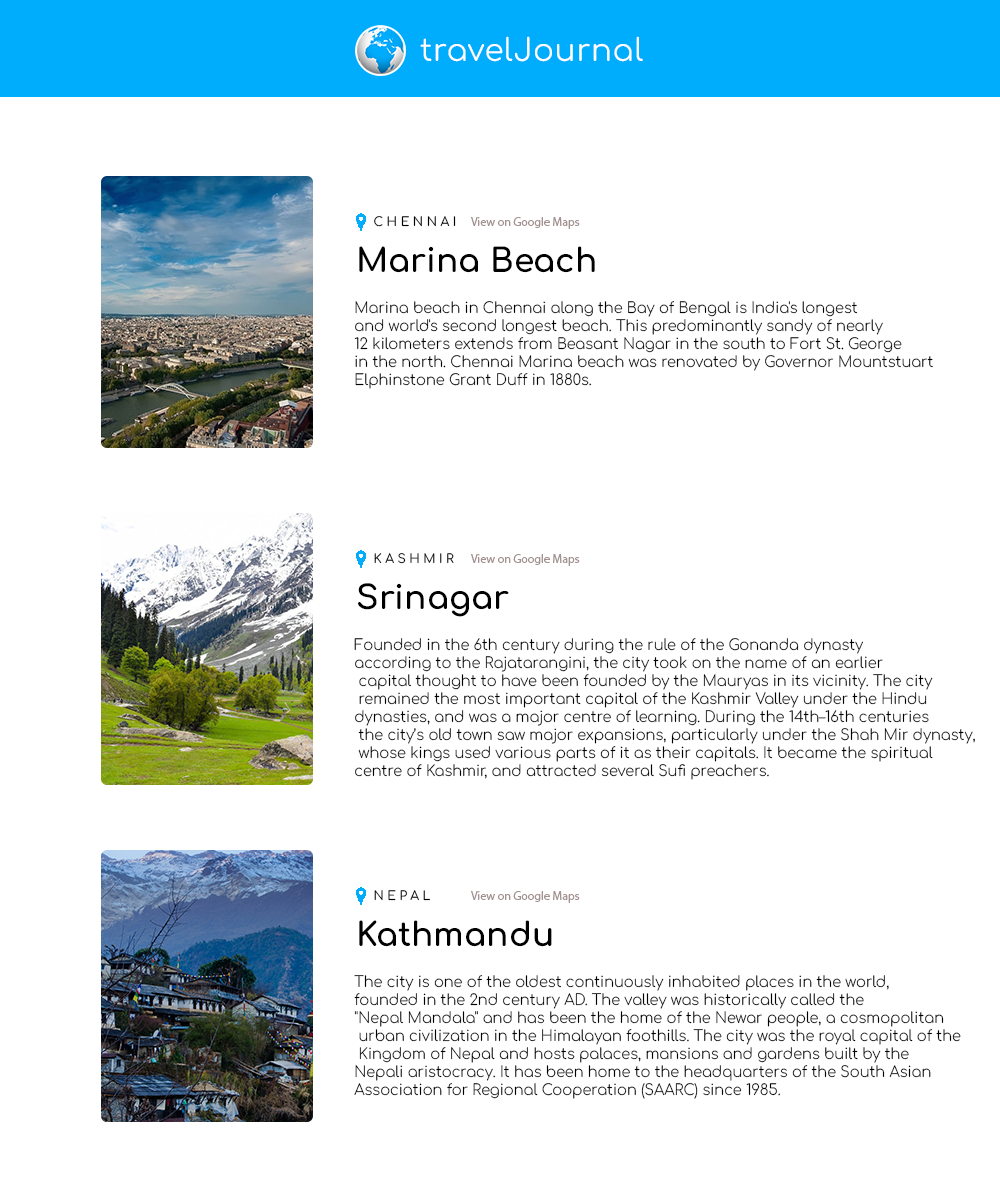 travelJournal
CHENNAI View on Google Maps
Marina Beach
Marina beach in Chennai along the Bay of Bengal is India's longest
and world's second longest beach. This predominantly sandy of nearly
12 kilometers extends from Beasant Nagar in the south to Fort St. George
in the north. Chennai Marina beach was renovated by Governor Mountstuart
Elphinstone Grant Duff in 1880s.
KASHMIR View on Google Maps
Srinagar
Founded in the 6th century during the rule of the Gonanda dynasty
according to the Rajatarangini, the city took on the name of an earlier
capital thought to have been founded by the Mauryas in its vicinity. The city
remained the most important capital of the Kashmir Valley under the Hindu
dynasties, and was a major centre of learning. During the 14th–16th centuries
the city's old town saw major expansions, particularly under the Shah Mir dynasty,
whose kings used various parts of it as their capitals. It became the spiritual
centre of Kashmir, and attracted several Sufi preachers.
NEPAL View on Google Maps
Kathmandu
The city is one of the oldest continuously inhabited places in the world,
founded in the 2nd century AD. The valley was historically called the
"Nepal Mandala" and has been the home of the Newar people, a cosmopolitan
urban civilization in the Himalayan foothills. The city was the royal capital of the
Kingdom of Nepal and hosts palaces, mansions and gardens built by the
Nepali aristocracy. It has been home to the headquarters of the South Asian
Association for Regional Cooperation (SAARC) since 1985.